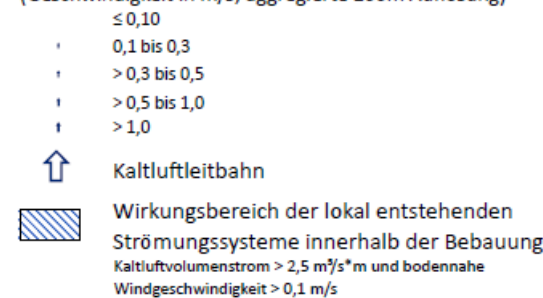 ≤ 0,10
0,1 bis 0,3
> 0,3 bis 0,5
> 0,5 bis 1,0
> 1,0
Kaltluftleitbahn
Wirkungsbereich der lokal entstehenden
Strömungssysteme innerhalb der Bebauung
Kaltluftvolumenstrom > 2,5 m³/s*m und bodennahe
Windgeschwindigkeit > 0,1 m/s